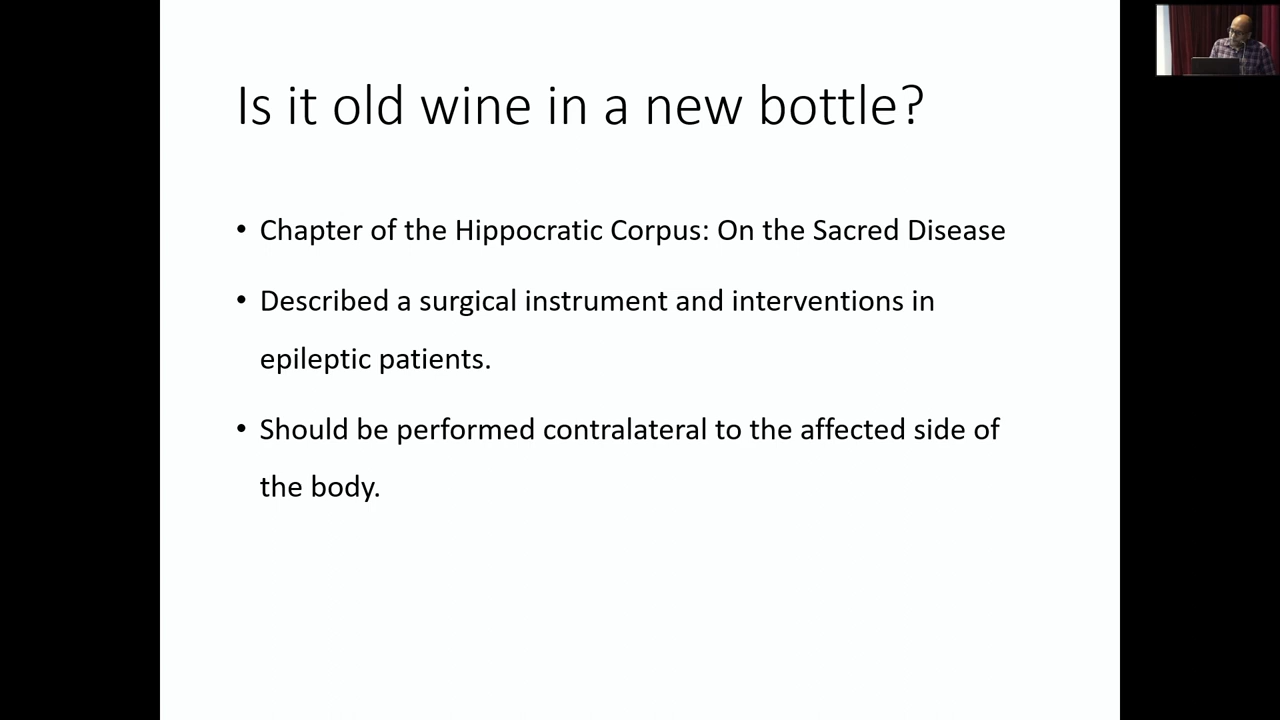 Is it old wine in a new bottle?
• Chapter of the Hippocratic Corpus: On the Sacred Disease
• Described a surgical instrument and interventions in
epileptic patients.
• Should be performed contralateral to the affected side of
the body.